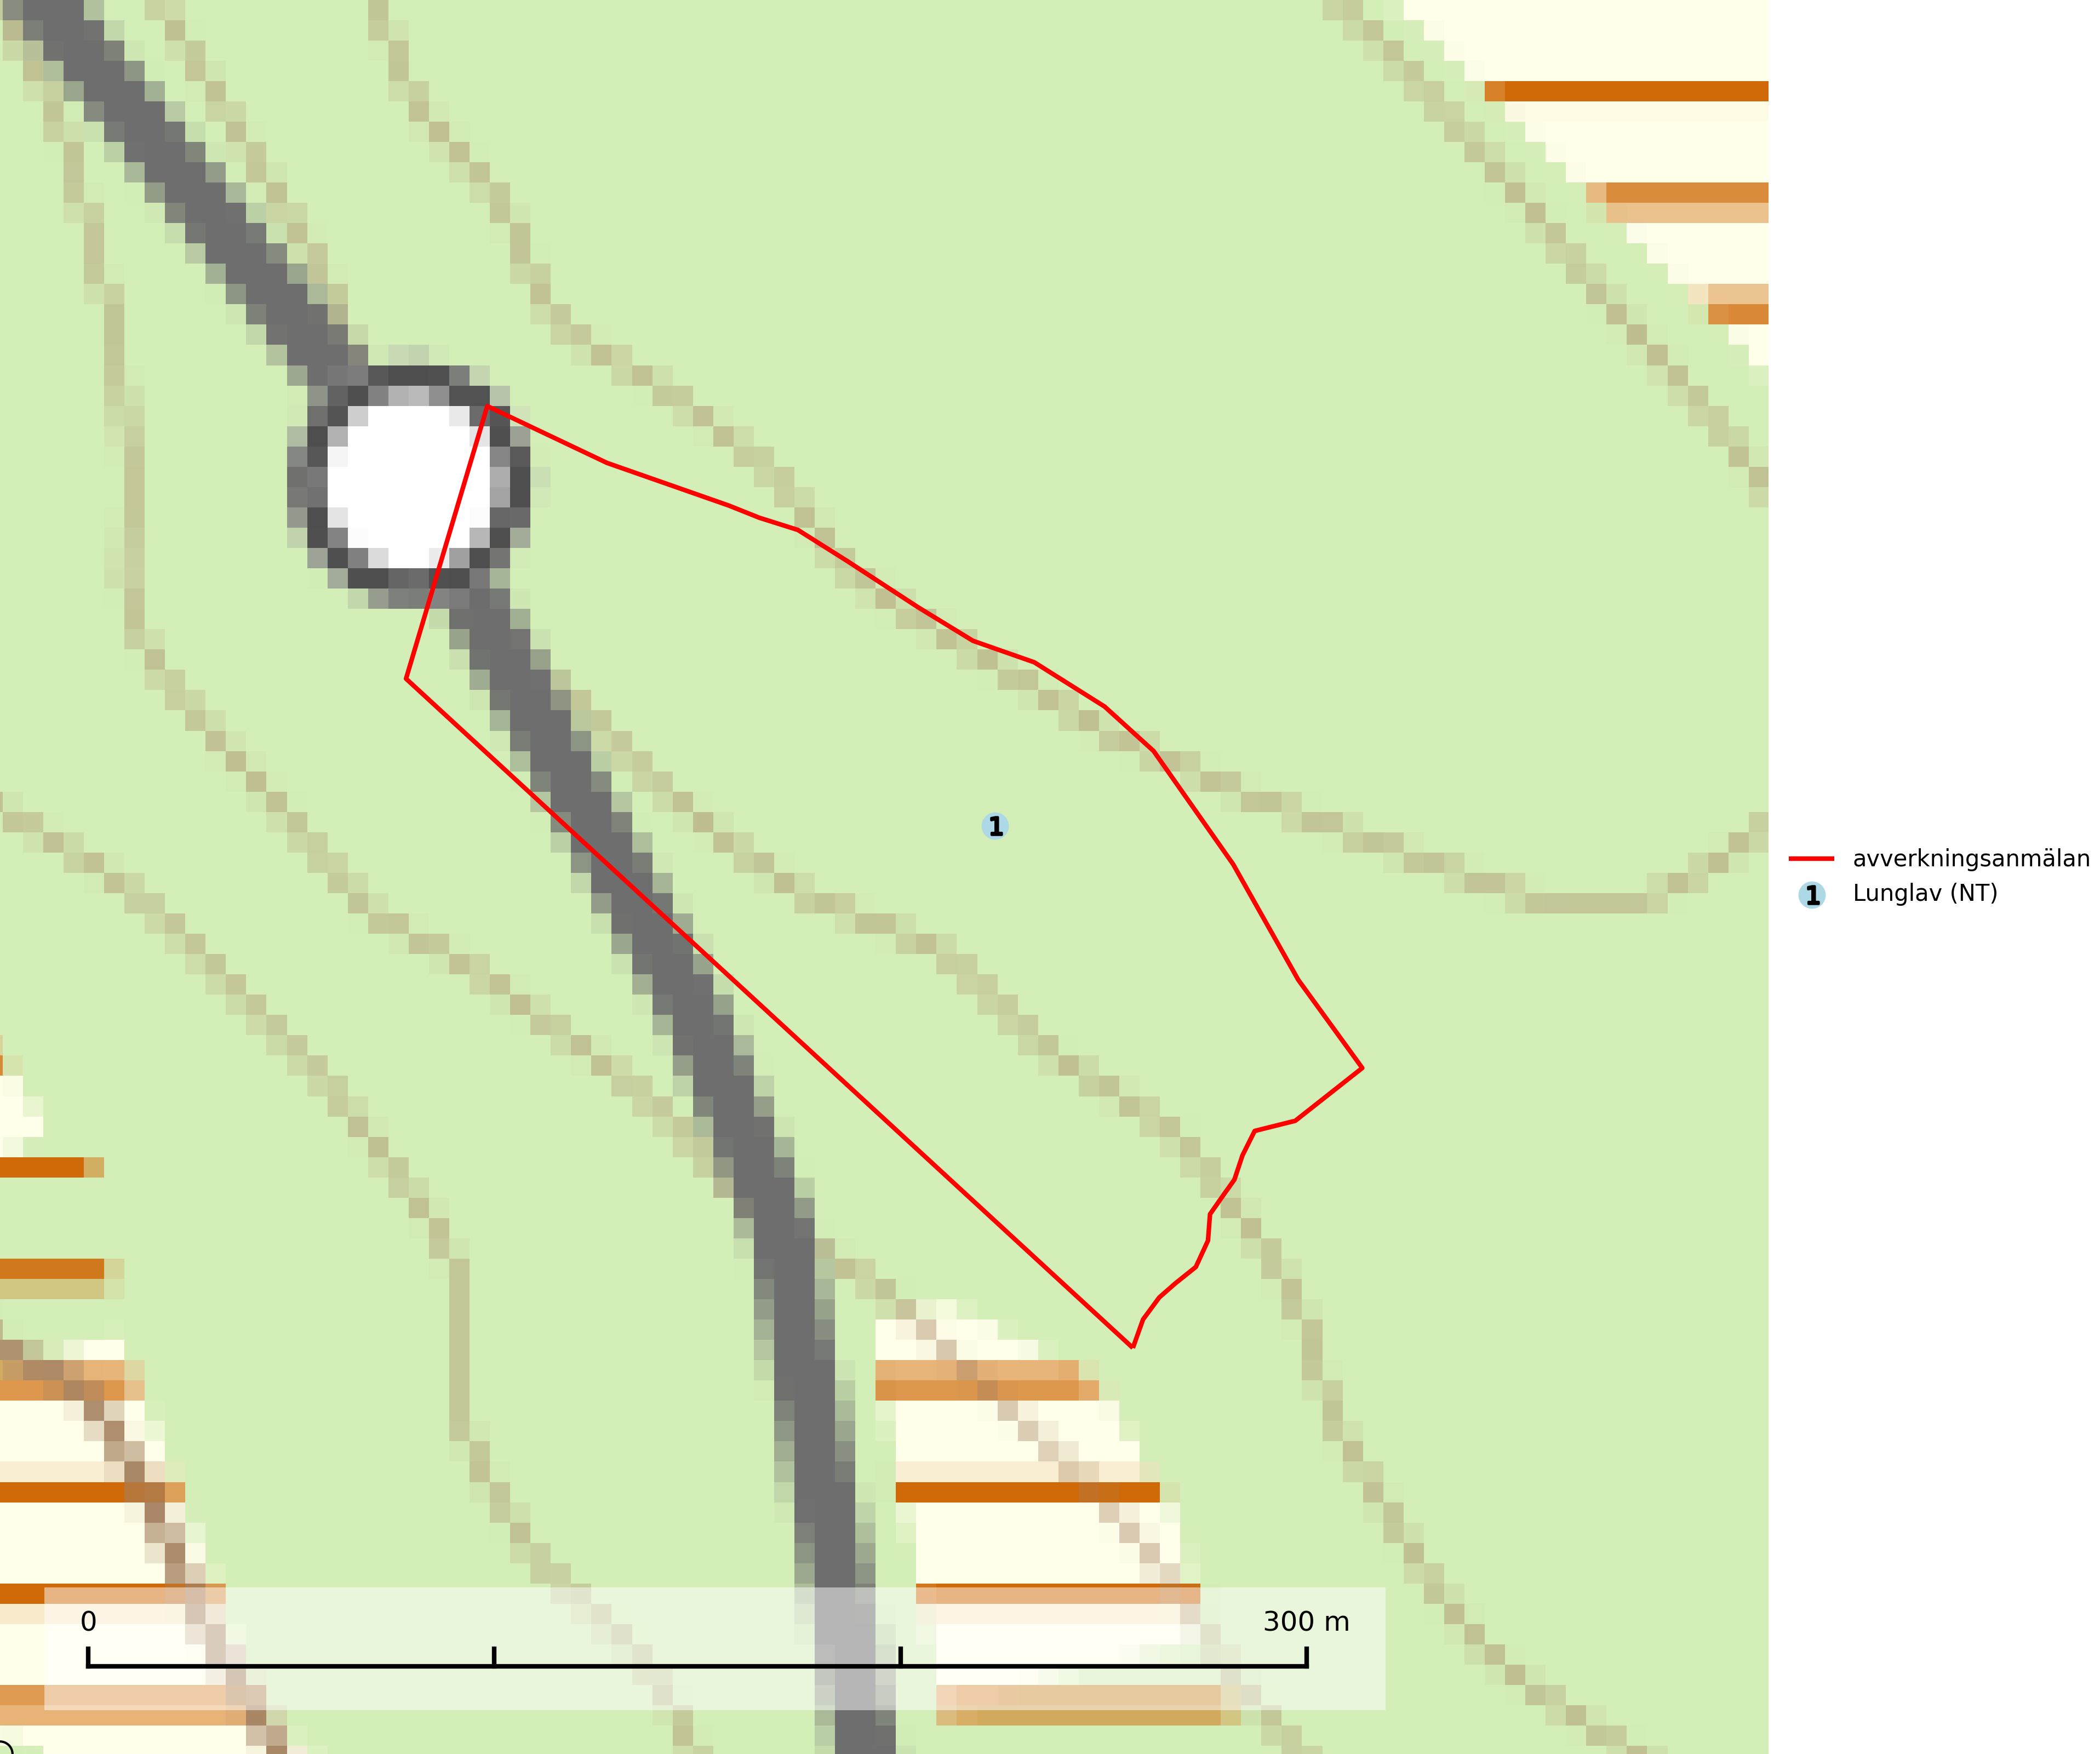 1
avverkningsanmälan
1 Lunglav (NT)
0 300 m